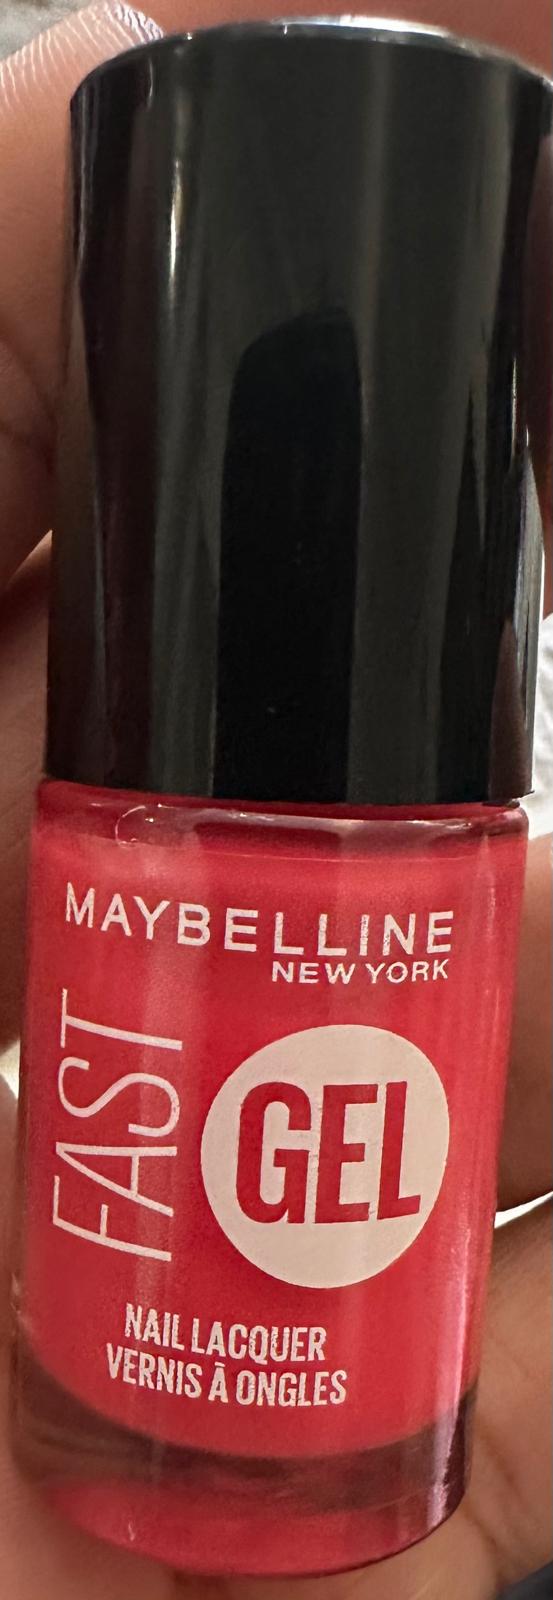 MAYBELLINE
NEW YORK
FAST
GEL
NAIL LACQUER
VERNIS À ONGLES